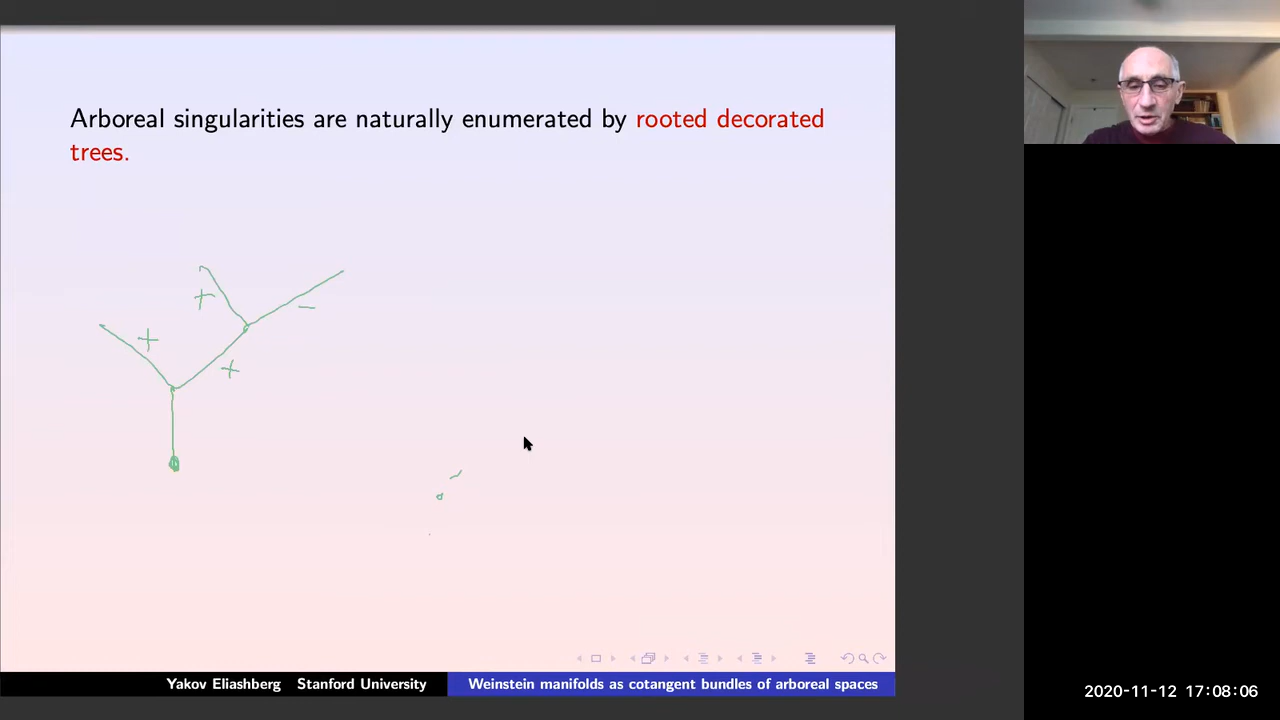 Arboreal singularities are naturally enumerated by rooted decorated
trees.
+ + −
+
Yakov Eliashberg Stanford University Weinstein manifolds as cotangent bundles of arboreal spaces
2020-11-12 17:08:06